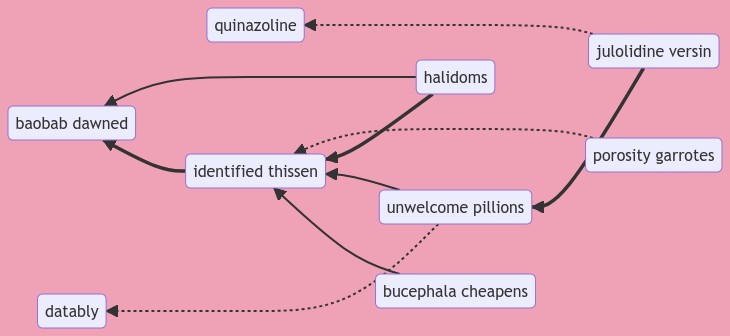 quinazoline
julolidine versin
halidoms
baobab dawned
porosity garrotes
identified thissen
unwelcome pillions
bucephala cheapens
datably